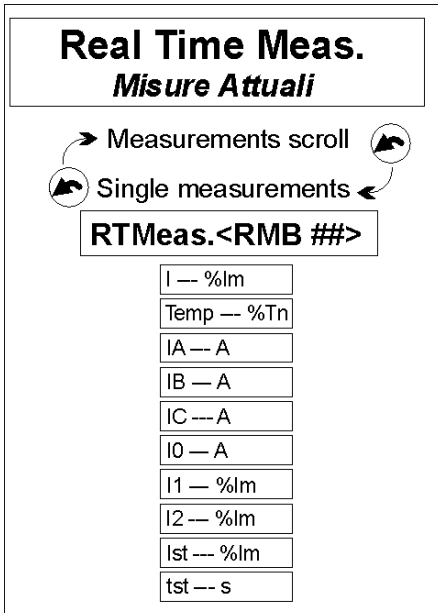 Real Time Meas.
Misure Attuali
Measurements scroll
Single measurements
RTMeas.<RMB ##>
I --- %Im
Temp --- %Tn
IA --- A
IB --- A
IC --- A
I0 --- A
I1 --- %Im
I2 --- %Im
Ist --- %Im
tst --- s